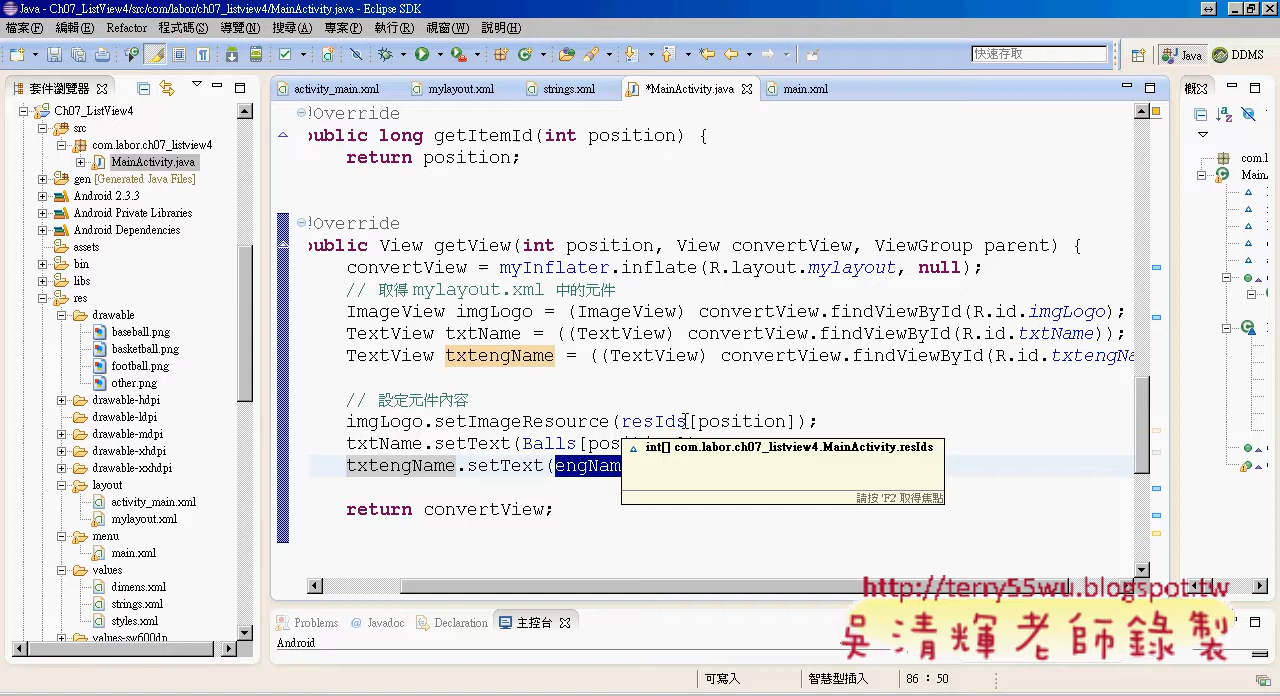 Java - Ch07_ListView4/src/com/labor/ch07_listview4/MainActivity.java - Eclipse SDK
檔案(F) 編輯(E) Refactor 程式碼(S) 導覽(N) 搜尋(A) 專案(P) 執行(R) 視窗(W) 說明(H)
快速存取
Java
DDMS
套件瀏覽器
activity_main.xml
mylayout.xml
strings.xml
*MainActivity.java
main.xml
概
Ch07_ListView4
src
com.labor.ch07_listview4
MainActivity.java
gen [Generated Java Files]
Android 2.3.3
Android Private Libraries
Android Dependencies
assets
bin
libs
res
drawable
baseball.png
basketball.png
football.png
other.png
drawable-hdpi
drawable-ldpi
drawable-mdpi
drawable-xhdpi
drawable-xxhdpi
layout
activity_main.xml
mylayout.xml
menu
main.xml
values
dimens.xml
strings.xml
styles.xml
values-sw600dp
Override
public long getItemId(int position) {
return position;
Override
public View getView(int position, View convertView, ViewGroup parent) {
convertView = myInflater.inflate(R.layout.mylayout, null);
// 取得 mylayout.xml 中的元件
ImageView imgLogo = (ImageView) convertView.findViewById(R.id.imgLogo);
TextView txtName = ((TextView) convertView.findViewById(R.id.txtName));
TextView txtengName = ((TextView) convertView.findViewById(R.id.txtengNa
// 設定元件內容
imgLogo.setImageResource(resIds[position]);
txtName.setText(Balls[pos
txtengName.setText(engNam
int[] com.labor.ch07_listview4.MainActivity.resIds
請按 'F2' 取得焦點
return convertView;
com.l
Main
Proble
Javadoc
Declaration
主控台
Android
http://terry55wu.blogspot.tw
吳清輝老師錄製
可寫入
智慧型插入
86 : 50